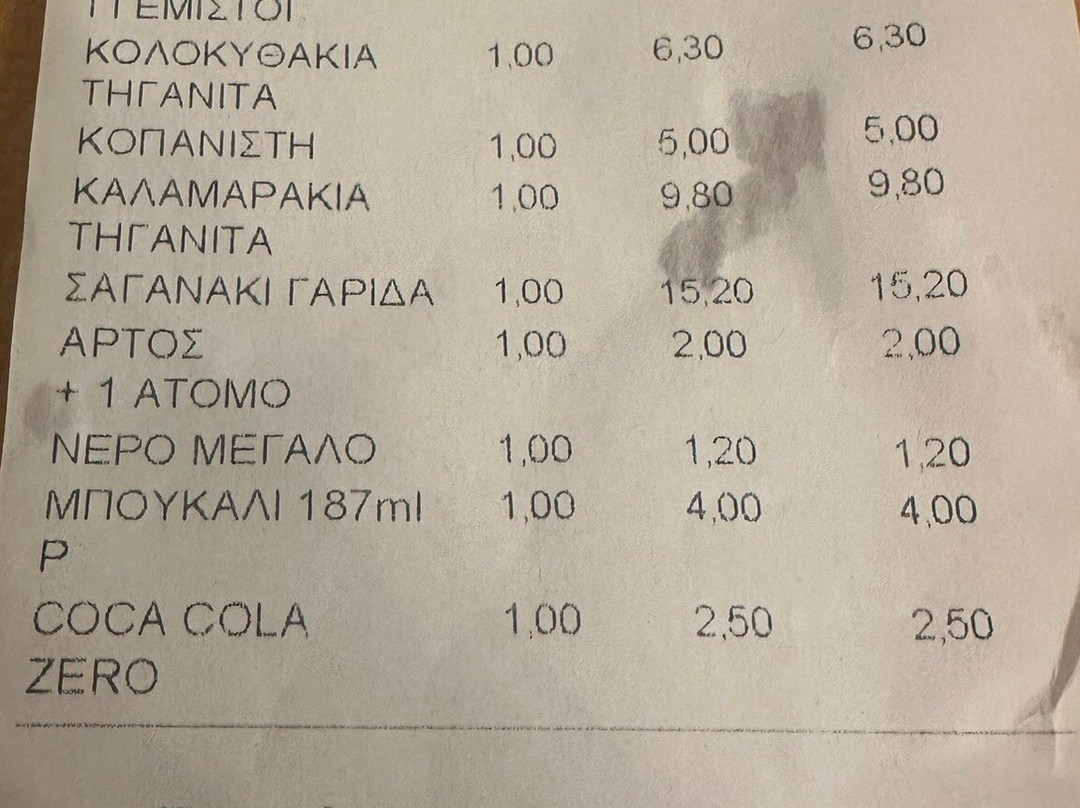 ΓΕΜΙΣΤΟΙ
ΚΟΛΟΚΥΘΑΚΙΑ 1,00 6,30 6,30
ΤΗΓΑΝΙΤΑ
ΚΟΠΑΝΙΣΤΗ 1,00 5,00 5,00
ΚΑΛΑΜΑΡΑΚΙΑ 1,00 9,80 9,80
ΤΗΓΑΝΙΤΑ
ΣΑΓΑΝΑΚΙ ΓΑΡΙΔΑ 1,00 15,20 15,20
ΑΡΤΟΣ 1,00 2,00 2,00
+ 1 ΑΤΟΜΟ
ΝΕΡΟ ΜΕΓΑΛΟ 1,00 1,20 1,20
ΜΠΟΥΚΑΛΙ 187ml 1,00 4,00 4,00
Ρ
COCA COLA 1,00 2,50 2,50
ZERO